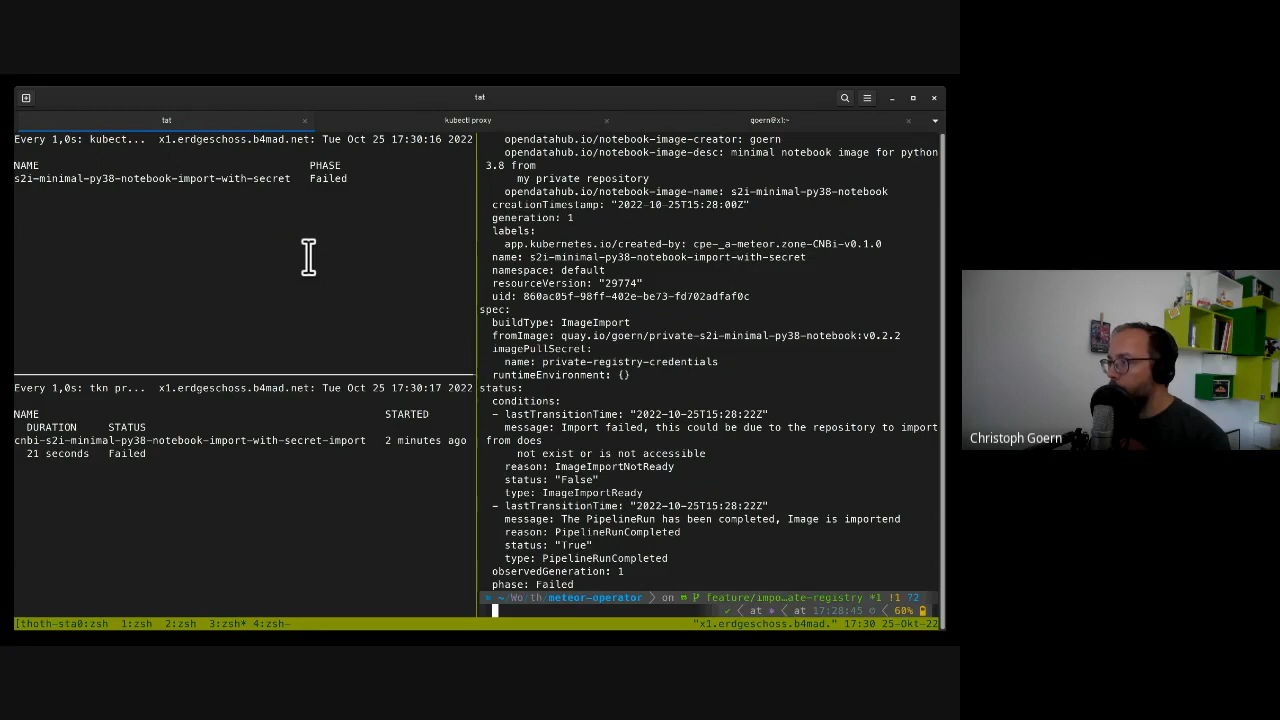 tat
tat
kubectl proxy
goern@x1:~
Every 1,0s: kubect... x1.erdgeschoss.b4mad.net: Tue Oct 25 17:30:16 2022
NAME PHASE
s2i-minimal-py38-notebook-import-with-secret Failed
Every 1,0s: tkn pr... x1.erdgeschoss.b4mad.net: Tue Oct 25 17:30:17 2022
NAME STARTED
DURATION STATUS
cnbi-s2i-minimal-py38-notebook-import-with-secret-import 2 minutes ago
21 seconds Failed
opendatahub.io/notebook-image-creator: goern
opendatahub.io/notebook-image-desc: minimal notebook image for python
3.8 from
my private repository
opendatahub.io/notebook-image-name: s2i-minimal-py38-notebook
creationTimestamp: "2022-10-25T15:28:00Z"
generation: 1
labels:
app.kubernetes.io/created-by: cpe-_a-meteor.zone-CNBi-v0.1.0
name: s2i-minimal-py38-notebook-import-with-secret
namespace: default
resourceVersion: "29774"
uid: 860ac05f-98ff-402e-be73-fd702adfaf0c
spec:
buildType: ImageImport
fromImage: quay.io/goern/private-s2i-minimal-py38-notebook:v0.2.2
imagePullSecret:
name: private-registry-credentials
runtimeEnvironment: {}
status:
conditions:
- lastTransitionTime: "2022-10-25T15:28:22Z"
message: Import failed, this could be due to the repository to import
from does
not exist or is not accessible
reason: ImageImportNotReady
status: "False"
type: ImageImportReady
- lastTransitionTime: "2022-10-25T15:28:22Z"
message: The PipelineRun has been completed, Image is importend
reason: PipelineRunCompleted
status: "True"
type: PipelineRunCompleted
observedGeneration: 1
phase: Failed
~/Wo/th/meteor-operator on feature/impo…ate-registry *1 !1 ?2
✔ at at 17:28:45 60%
[thoth-sta0:zsh 1:zsh 2:zsh 3:zsh* 4:zsh- "x1.erdgeschoss.b4mad." 17:30 25-Okt-22
Christoph Goern